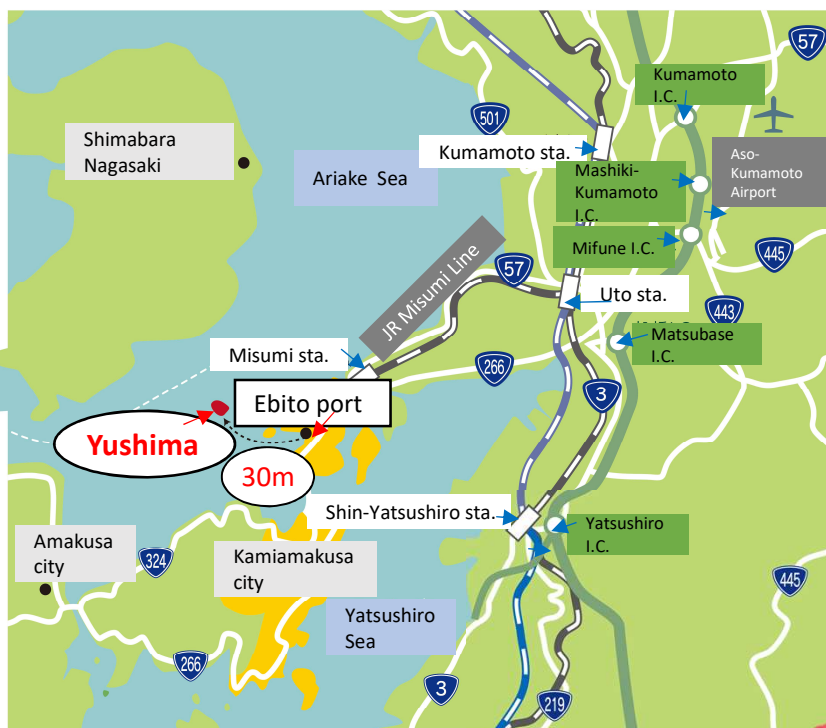 57
Kumamoto
I.C.
501
Shimabara
Nagasaki
Kumamoto sta.
Ariake Sea
Mashiki-
Kumamoto
I.C.
Aso-
Kumamoto
Airport
Mifune I.C.
445
JR Misumi Line
57
Uto sta.
443
Matsubase
I.C.
Misumi sta.
266
3
Ebito port
Yushima
30m
Shin-Yatsushiro sta.
Yatsushiro
I.C.
Amakusa
city
324
Kamiamakusa
city
445
Yatsushiro
Sea
266
3
219